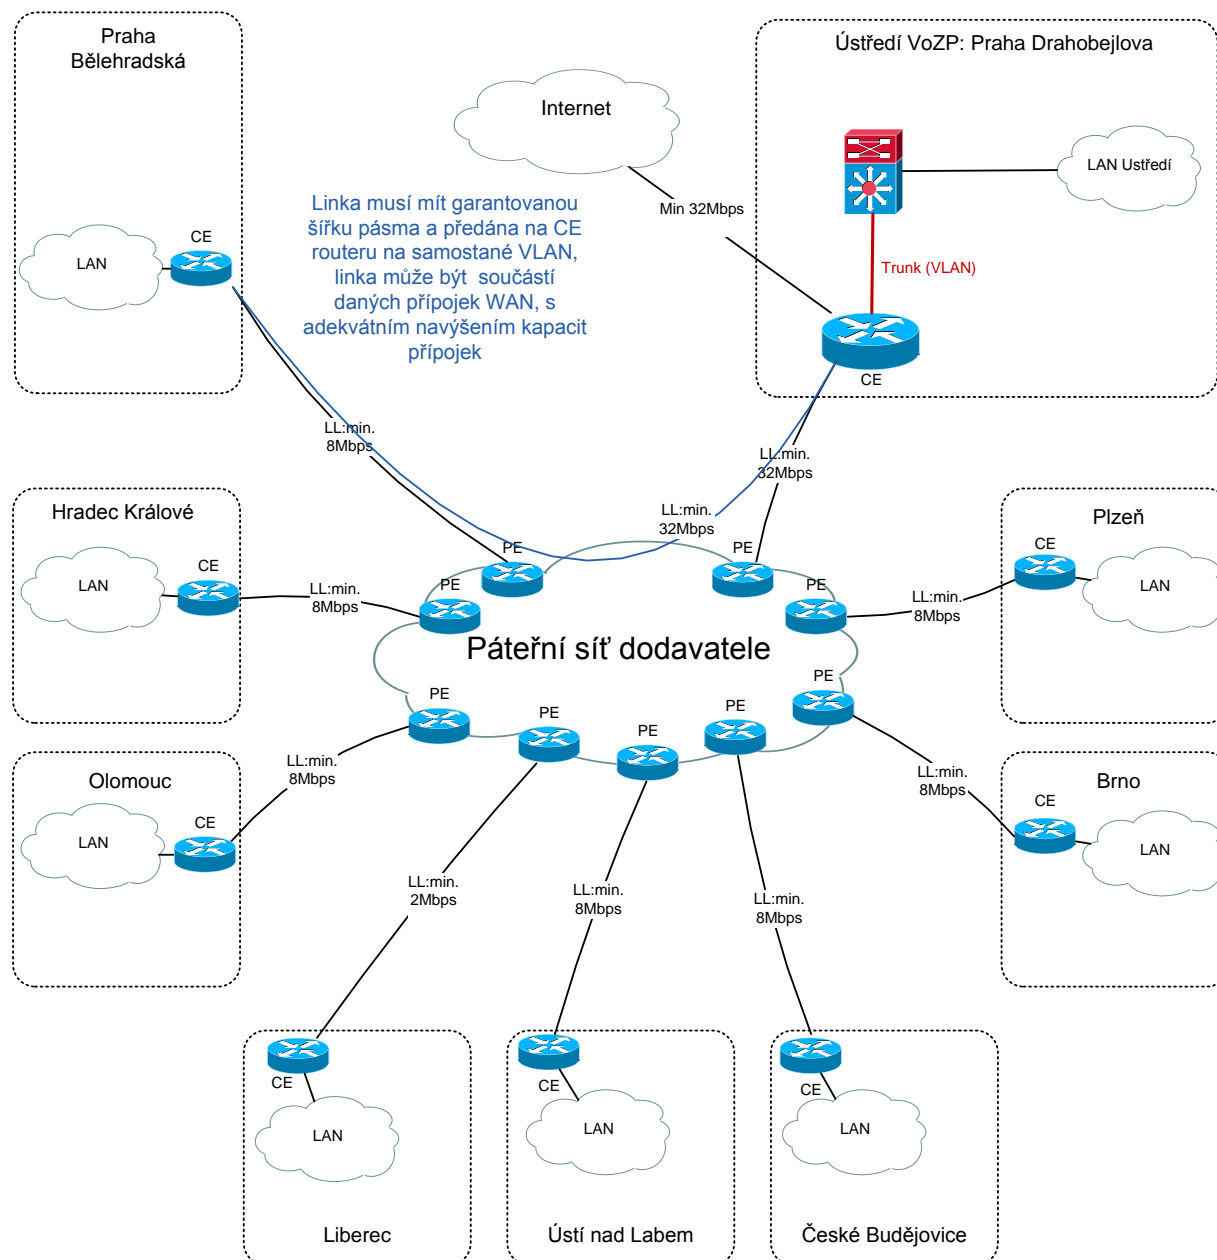 Praha
Bělehradská
Ústředí VoZP: Praha Drahobejlova
Internet
LAN Ustředí
Min 32Mbps
Linka musí mít garantovanou
šířku pásma a předána na CE
routeru na samostané VLAN,
linka může být součástí
daných přípojek WAN, s
adekvátním navýšením kapacit
přípojek
CE
LAN
Trunk (VLAN)
CE
LL:min.
8Mbps
LL:min.
32Mbps
LL:min.
32Mbps
Hradec Králové
CE
LAN
LL:min.
8Mbps
PE
PE
PE
PE
Plzeň
CE
LAN
LL:min.
8Mbps
Páteřní síť dodavatele
PE
PE
PE
PE
PE
Olomouc
CE
LAN
LL:min.
8Mbps
LL:min.
8Mbps
Brno
CE
LAN
LL:min.
2Mbps
LL:min.
8Mbps
LL:min.
8Mbps
CE
LAN
Liberec
CE
LAN
Ústí nad Labem
CE
LAN
České Budějovice